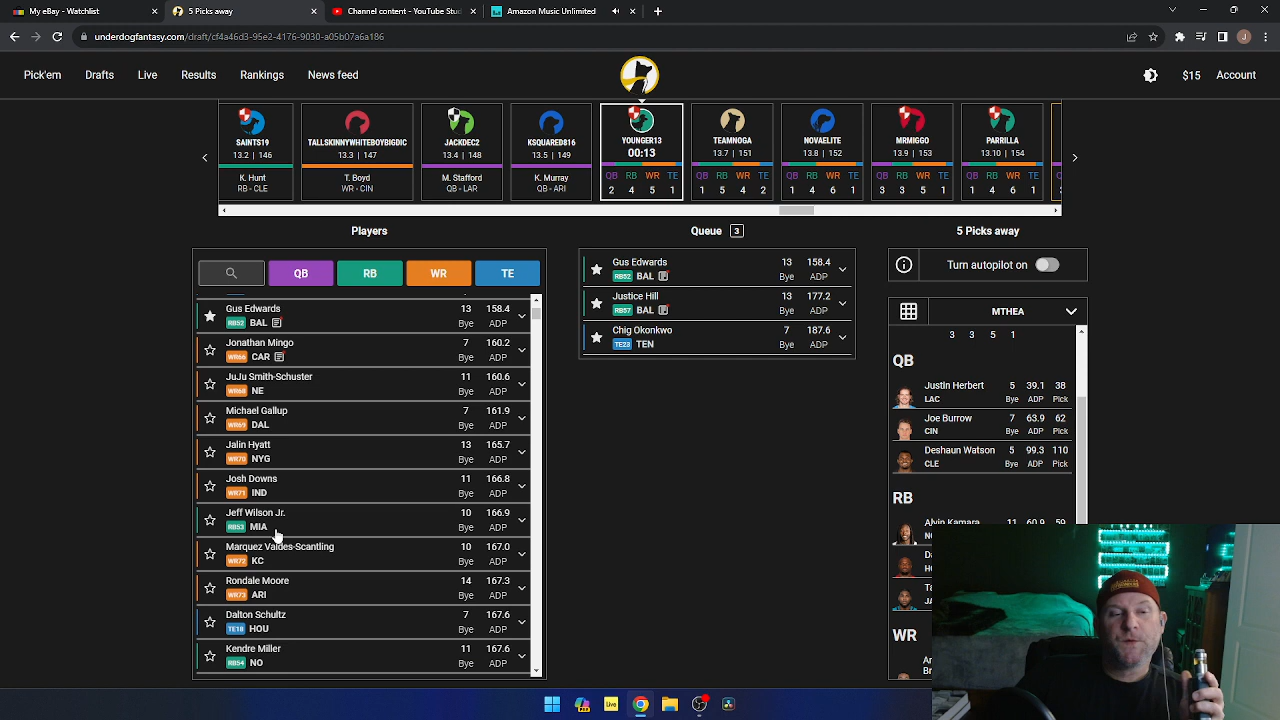 My eBay - Watchlist
5 Picks away
Channel content - YouTube Stud
Amazon Music Unlimited
underdogfantasy.com/draft/cf4a46d3-95e2-4176-9030-a05b07a6a186
J
Pick'em Drafts Live Results Rankings News feed
$15 Account
SAINTS19
13.2 | 146
K. Hunt
RB - CLE
TALLSKINNYWHITEBOYBIGDIC
13.3 | 147
T. Boyd
WR - CIN
JACKDEC2
13.4 | 148
M. Stafford
QB - LAR
KSQUARED816
13.5 | 149
K. Murray
QB - ARI
YOUNGER13
00:13
QB RB WR TE
2 4 5 1
TEAMNOGA
13.7 | 151
QB RB WR TE
1 5 4 2
NOVAELITE
13.8 | 152
QB RB WR TE
1 4 6 1
MRMIGGO
13.9 | 153
QB RB WR TE
3 3 5 1
PARRILLA
13.10 | 154
QB RB WR TE
1 4 6 1
Players
QB RB WR TE
Gus Edwards 13 158.4
RB52 BAL Bye ADP
Jonathan Mingo 7 160.2
WR66 CAR Bye ADP
JuJu Smith-Schuster 11 160.6
WR68 NE Bye ADP
Michael Gallup 7 161.9
WR69 DAL Bye ADP
Jalin Hyatt 13 165.7
WR70 NYG Bye ADP
Josh Downs 11 166.8
WR71 IND Bye ADP
Jeff Wilson Jr. 10 166.9
RB53 MIA Bye ADP
Marquez Valdes-Scantling 10 167.0
WR72 KC Bye ADP
Rondale Moore 14 167.3
WR73 ARI Bye ADP
Dalton Schultz 7 167.6
TE18 HOU Bye ADP
Kendre Miller 11 167.6
RB54 NO Bye ADP
Queue 3
Gus Edwards 13 158.4
RB52 BAL Bye ADP
Justice Hill 13 177.2
RB57 BAL Bye ADP
Chig Okonkwo 7 187.6
TE23 TEN Bye ADP
5 Picks away
Turn autopilot on
MTHEA
3 3 5 1
QB
Justin Herbert 5 39.1 38
LAC Bye ADP Pick
Joe Burrow 7 63.9 62
CIN Bye ADP Pick
Deshaun Watson 5 99.3 110
CLE Bye ADP Pick
RB
Alvin Kamara 11 60.9 59
WR
Live